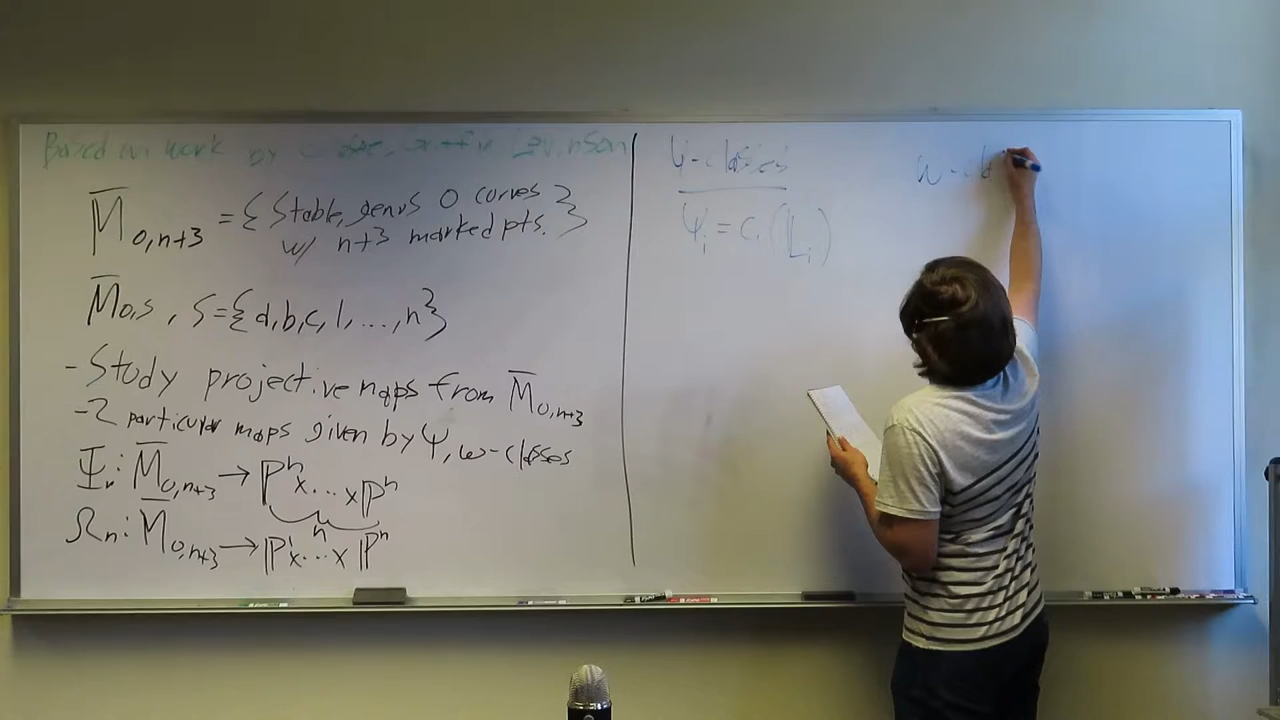 Based on work by Levinson
M̅₀,ₙ₊₃ = { Stable, genus 0 curves
w/ n+3 marked pts. }
M̅₀,ₛ , S = {a,b,c,1,...,n}
- Study projective maps from M̅₀,ₙ₊₃
- 2 particular maps given by Ψ, ω-classes
Ψₙ : M̅₀,ₙ₊₃ → ℙⁿ x...x ℙⁿ
n
Ωₙ : M̅₀,ₙ₊₃ → ℙ¹ x...x ℙⁿ
Ψ-classes
Ψᵢ = C₁(𝕃ᵢ)
ω-cla